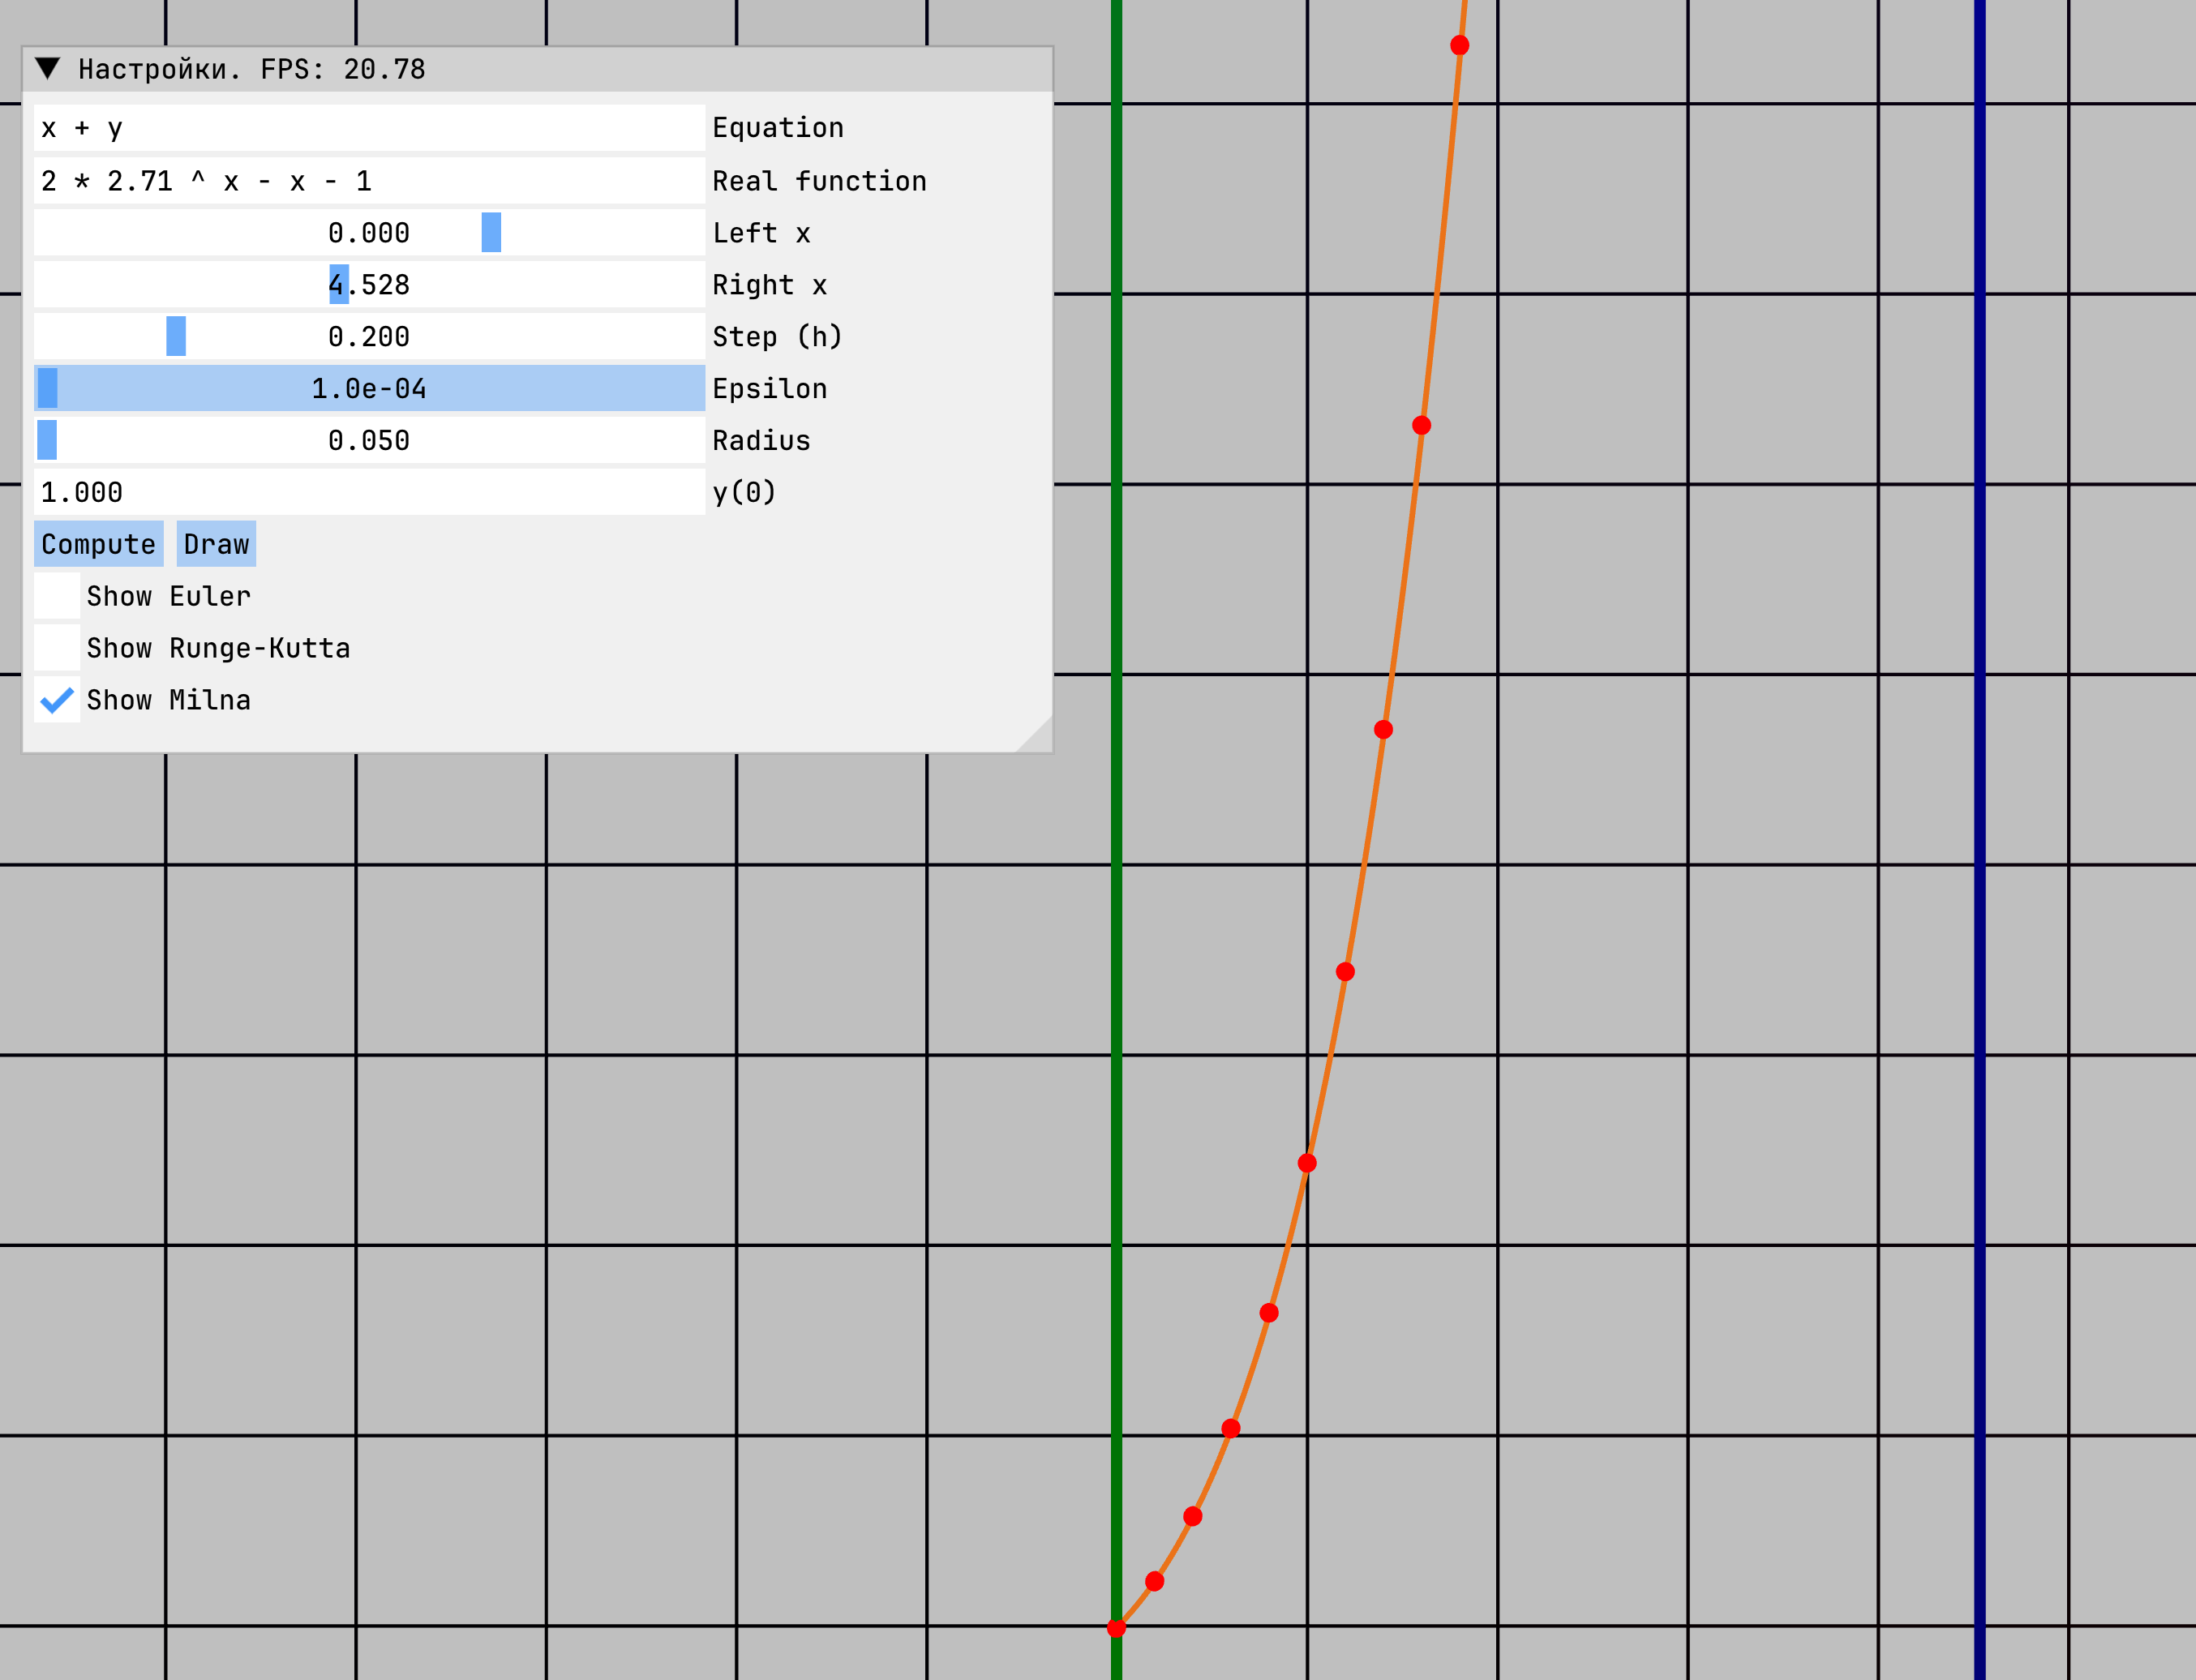 Настройки. FPS: 20.78
x + y Equation
2 * 2.71 ^ x - x - 1 Real function
0.000 Left x
4.528 Right x
0.200 Step (h)
1.0e-04 Epsilon
0.050 Radius
1.000 y(0)
Compute Draw
Show Euler
Show Runge-Kutta
Show Milna